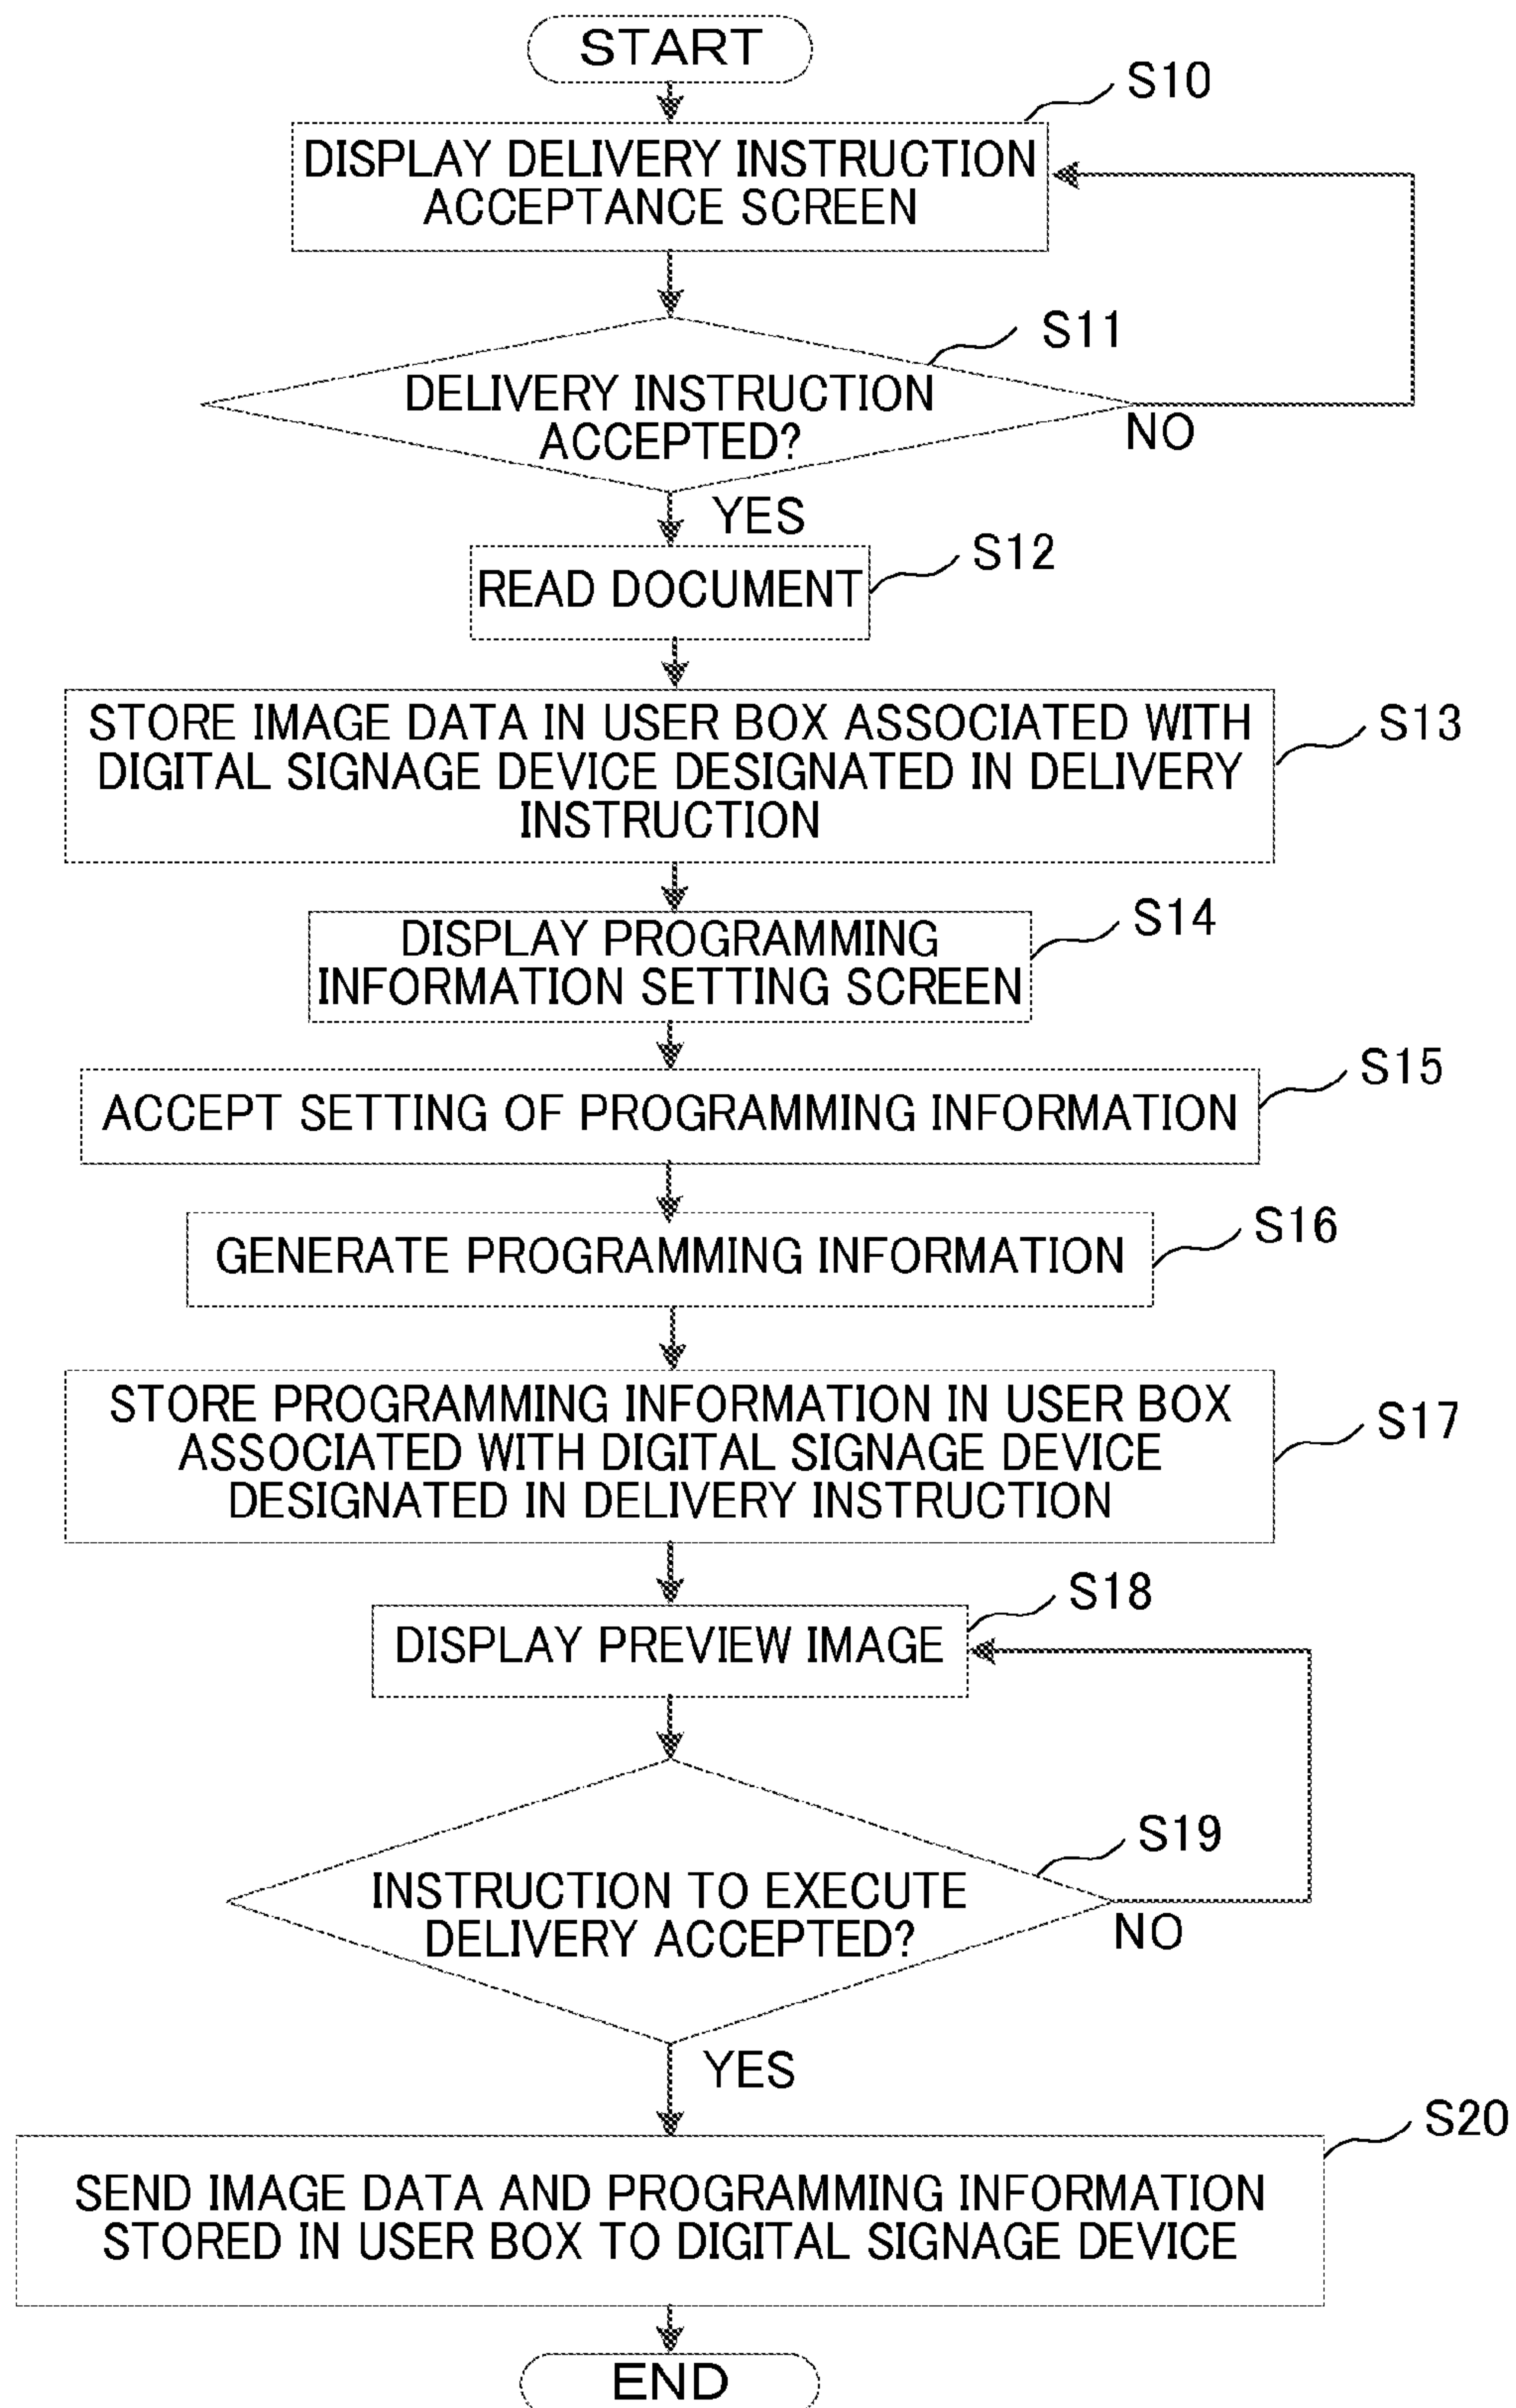 START
S10
DISPLAY DELIVERY INSTRUCTION
ACCEPTANCE SCREEN
S11
DELIVERY INSTRUCTION
ACCEPTED?
NO
YES
S12
READ DOCUMENT
S13
STORE IMAGE DATA IN USER BOX ASSOCIATED WITH
DIGITAL SIGNAGE DEVICE DESIGNATED IN DELIVERY
INSTRUCTION
S14
DISPLAY PROGRAMMING
INFORMATION SETTING SCREEN
S15
ACCEPT SETTING OF PROGRAMMING INFORMATION
S16
GENERATE PROGRAMMING INFORMATION
S17
STORE PROGRAMMING INFORMATION IN USER BOX
ASSOCIATED WITH DIGITAL SIGNAGE DEVICE
DESIGNATED IN DELIVERY INSTRUCTION
S18
DISPLAY PREVIEW IMAGE
S19
INSTRUCTION TO EXECUTE
DELIVERY ACCEPTED?
NO
YES
S20
SEND IMAGE DATA AND PROGRAMMING INFORMATION
STORED IN USER BOX TO DIGITAL SIGNAGE DEVICE
END